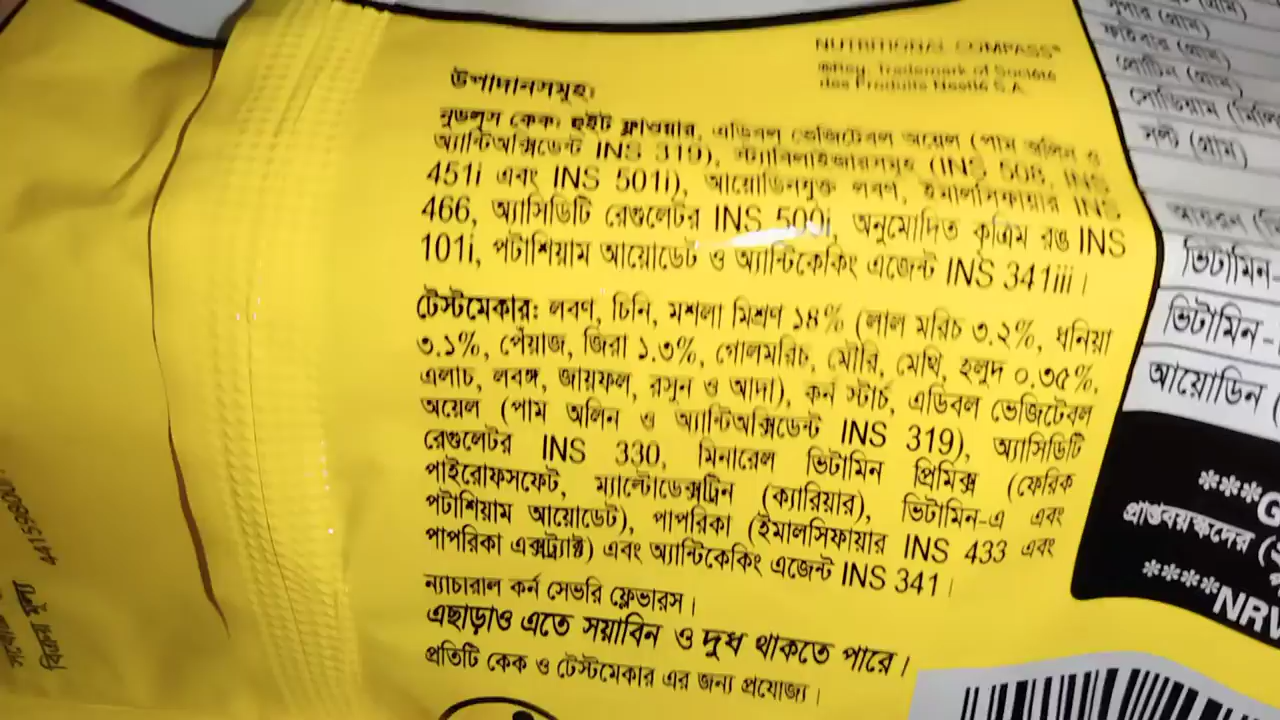 NUTRITIONAL COMPASS®
®Reg. Trademark of Société
des Produits Nestlé S.A.
উপাদানসমূহ:
নুডলস কেক: হুইট ফ্লাওয়ার, এডিবল ভেজিটেবল অয়েল (পাম অলিন ও
অ্যান্টিঅক্সিডেন্ট INS 319), স্ট্যাবিলাইজারসমূহ (INS 508, INS
451i এবং INS 501i), আয়োডিনযুক্ত লবণ, ইমালসিফায়ার INS
466, অ্যাসিডিটি রেগুলেটর INS 500i, অনুমোদিত কৃত্রিম রঙ INS
101i, পটাশিয়াম আয়োডেট ও অ্যান্টিকেকিং এজেন্ট INS 341iii।
টেস্টমেকার: লবণ, চিনি, মশলা মিশ্রণ ১৪% (লাল মরিচ ৩.২%, ধনিয়া
৩.১%, পেঁয়াজ, জিরা ১.৩%, গোলমরিচ, মৌরি, মেথি, হলুদ ০.৩৫%,
এলাচ, লবঙ্গ, জায়ফল, রসুন ও আদা), কর্ন স্টার্চ, এডিবল ভেজিটেবল
অয়েল (পাম অলিন ও অ্যান্টিঅক্সিডেন্ট INS 319), অ্যাসিডিটি
রেগুলেটর INS 330, মিনারেল ভিটামিন প্রিমিক্স (ফেরিক
পাইরোফসফেট, ম্যাল্টোডেক্সট্রিন (ক্যারিয়ার), ভিটামিন-এ এবং
পটাশিয়াম আয়োডেট), পাপরিকা (ইমালসিফায়ার INS 433 এবং
পাপরিকা এক্সট্র্যাক্ট) এবং অ্যান্টিকেকিং এজেন্ট INS 341।
ন্যাচারাল কর্ন সেভরি ফ্লেভারস।
এছাড়াও এতে সয়াবিন ও দুধ থাকতে পারে।
প্রতিটি কেক ও টেস্টমেকার এর জন্য প্রযোজ্য।
সুগার (গ্রাম)
ফাইবার (গ্রাম)
প্রোটিন (গ্রাম)
সোডিয়াম (মিলি
সল্ট (গ্রাম)
আয়রন (
ভিটামিন-
ভিটামিন-
আয়োডিন (
***G
প্রাপ্তবয়স্কদের (
****NRV